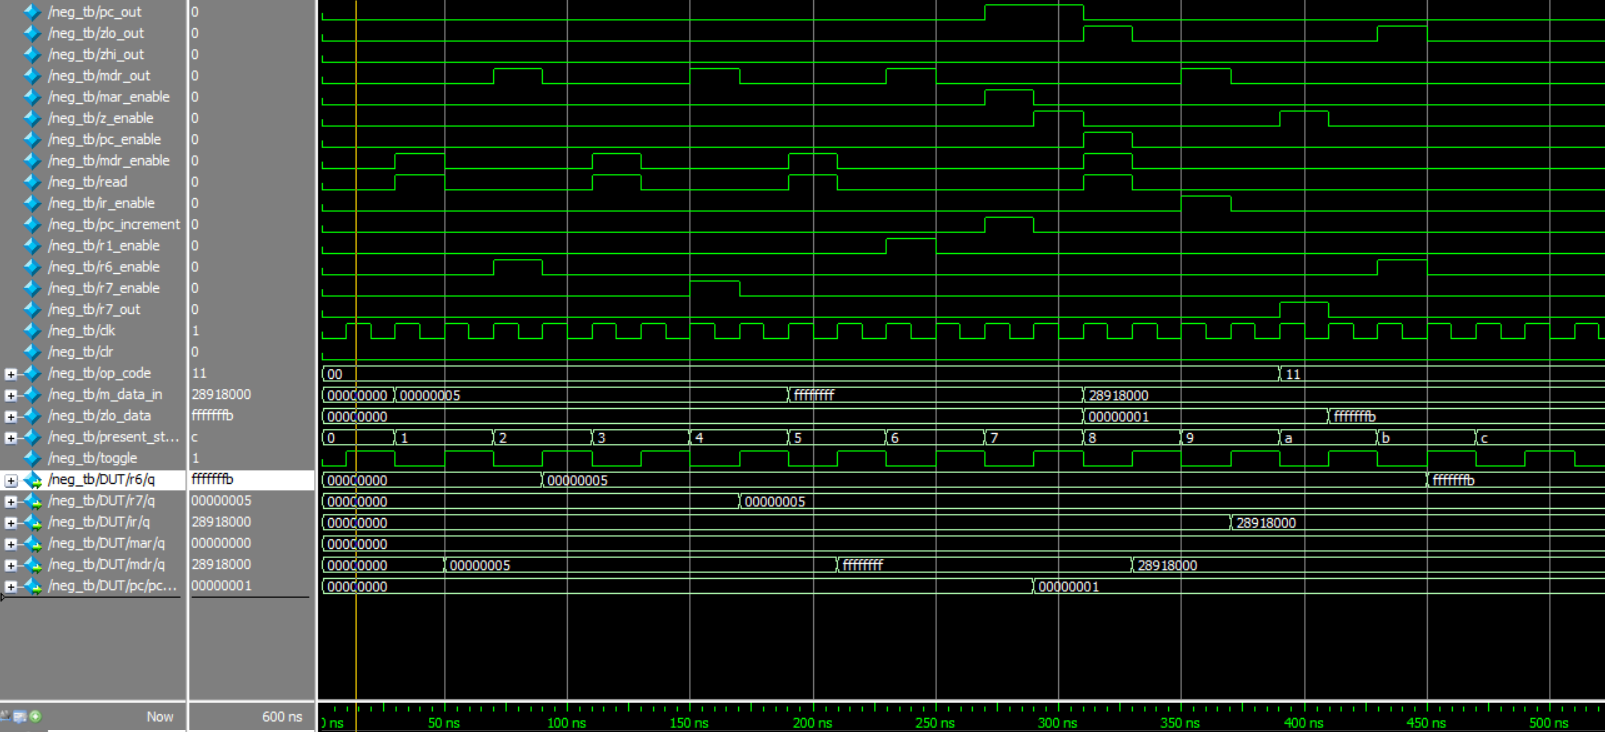 /neg_tb/pc_out 0
/neg_tb/zlo_out 0
/neg_tb/zhi_out 0
/neg_tb/mdr_out 0
/neg_tb/mar_enable 0
/neg_tb/z_enable 0
/neg_tb/pc_enable 0
/neg_tb/mdr_enable 0
/neg_tb/read 0
/neg_tb/ir_enable 0
/neg_tb/pc_increment 0
/neg_tb/r1_enable 0
/neg_tb/r6_enable 0
/neg_tb/r7_enable 0
/neg_tb/r7_out 0
/neg_tb/clk 1
/neg_tb/clr 0
/neg_tb/op_code 11 00 11
/neg_tb/m_data_in 28918000 00000000 00000005 ffffffff 28918000
/neg_tb/zlo_data fffffffb 00000000 00000001 fffffffb
/neg_tb/present_st... c 0 1 2 3 4 5 6 7 8 9 a b c
/neg_tb/toggle 1
/neg_tb/DUT/r6/q fffffffb 00000000 00000005 fffffffb
/neg_tb/DUT/r7/q 00000005 00000000 00000005
/neg_tb/DUT/ir/q 28918000 00000000 28918000
/neg_tb/DUT/mar/q 00000000 00000000
/neg_tb/DUT/mdr/q 28918000 00000000 00000005 ffffffff 28918000
/neg_tb/DUT/pc/pc... 00000001 00000000 00000001
Now 600 ns ns 50 ns 100 ns 150 ns 200 ns 250 ns 300 ns 350 ns 400 ns 450 ns 500 ns